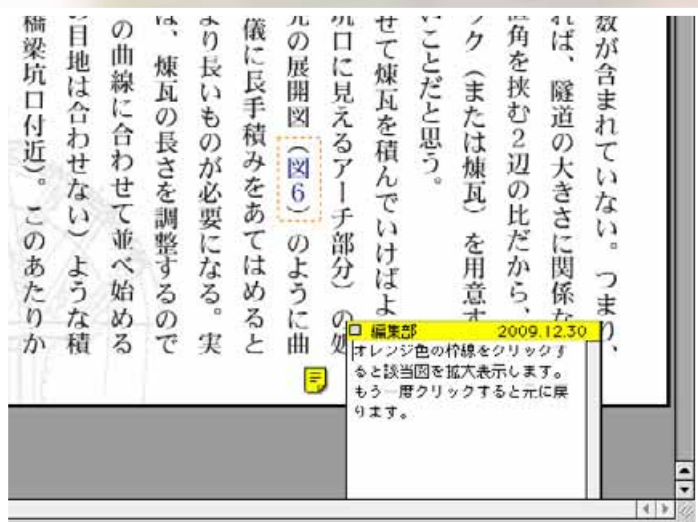 数が含まれていない。つまり、
れば、隧道の大きさに関係な
直角を挟む2辺の比だから、
ック（または煉瓦）を用意す
いことだと思う。
せて煉瓦を積んでいけばよ
坑口に見えるアーチ部分）の処
元の展開図（図6）のように曲
儀に長手積みをあてはめると
より長いものが必要になる。実
は、煉瓦の長さを調整するので
の曲線に合わせて並べ始める
の目地は合わせない）ような積
橋梁坑口付近）。このあたりか
編集部 2009.12.30
オレンジ色の枠線をクリックす
ると該当図を拡大表示します。
もう一度クリックすると元に戻
ります。